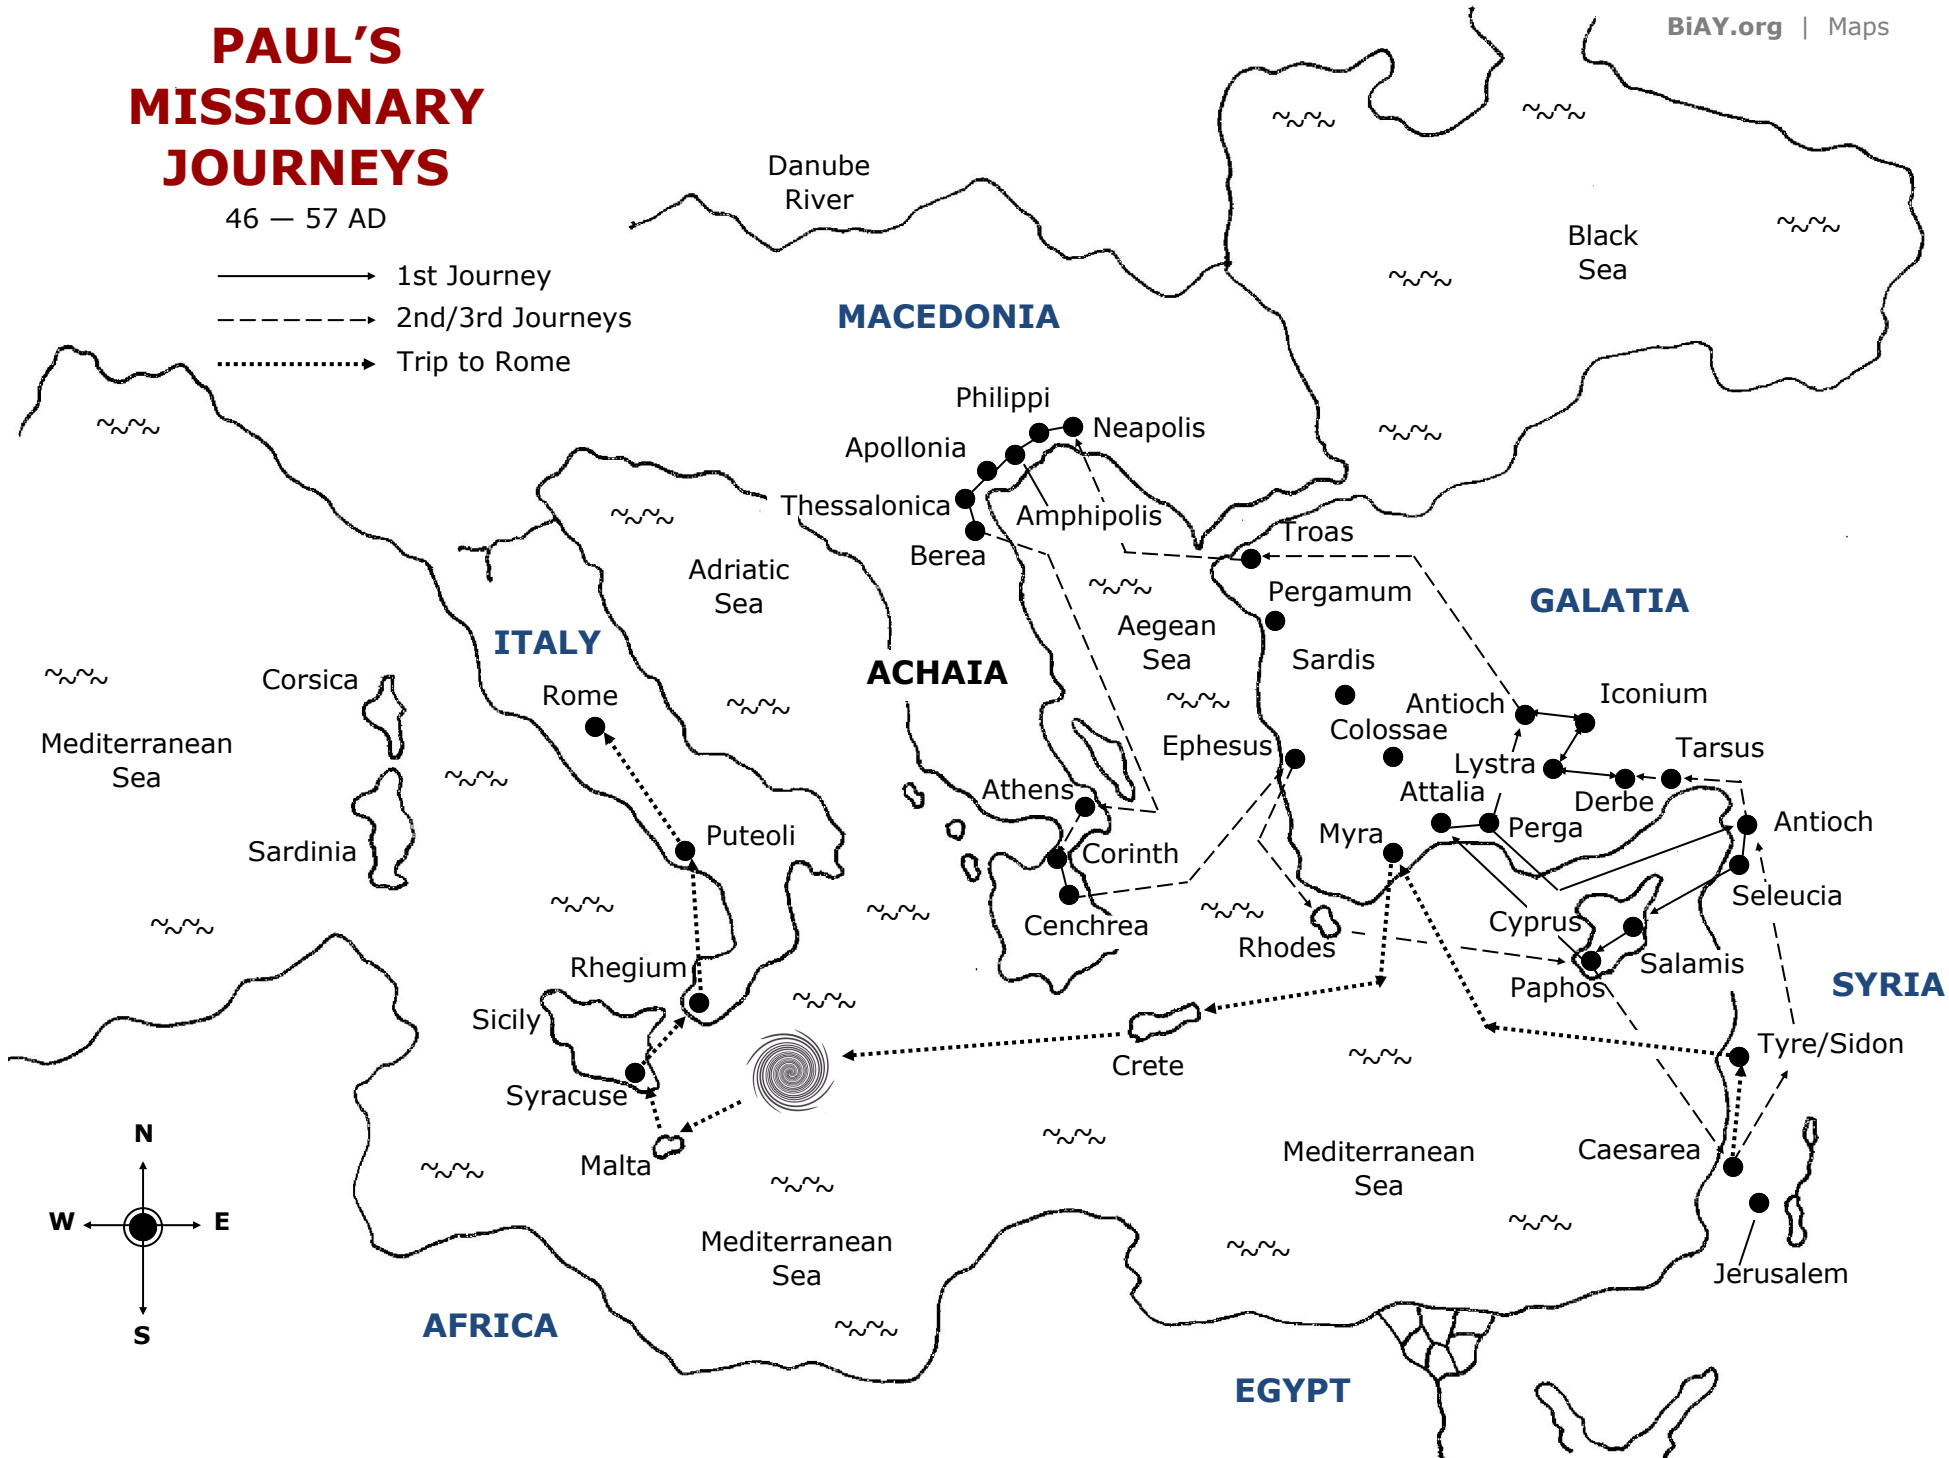 PAUL'S
MISSIONARY
JOURNEYS
46 — 57 AD
1st Journey
2nd/3rd Journeys
Trip to Rome
BiAY.org | Maps
Danube
River
Black
Sea
MACEDONIA
Philippi
Neapolis
Apollonia
Thessalonica
Amphipolis
Berea
Troas
Adriatic
Sea
Pergamum
GALATIA
Aegean
Sea
ITALY
ACHAIA
Sardis
Corsica
Rome
Antioch
Iconium
Mediterranean
Sea
Colossae
Ephesus
Tarsus
Lystra
Athens
Attalia
Derbe
Puteoli
Myra
Perga
Antioch
Sardinia
Corinth
Seleucia
Cenchrea
Cyprus
Rhodes
Salamis
Rhegium
Paphos
SYRIA
Sicily
Tyre/Sidon
Crete
Syracuse
N
Malta
Mediterranean
Sea
Caesarea
W
E
Mediterranean
Sea
Jerusalem
S
AFRICA
EGYPT